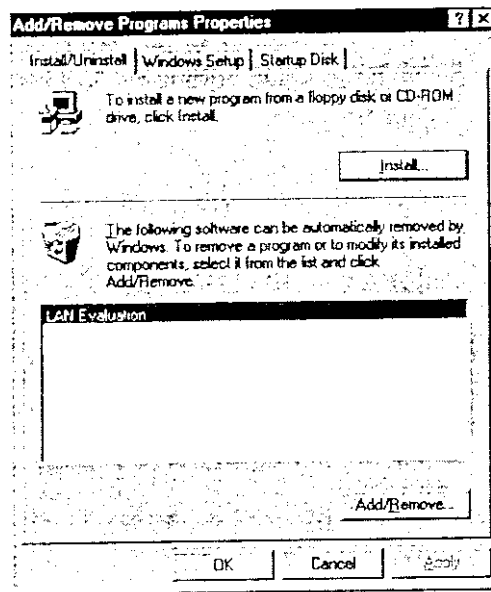 Add/Remove Programs Properties
Install/Uninstall Windows Setup Startup Disk
To install a new program from a floppy disk or CD-ROM
drive, click Install.
Install...
The following software can be automatically removed by
Windows. To remove a program or to modify its installed
components, select it from the list and click
Add/Remove.
LAN Evaluation
Add/Remove...
OK Cancel Apply